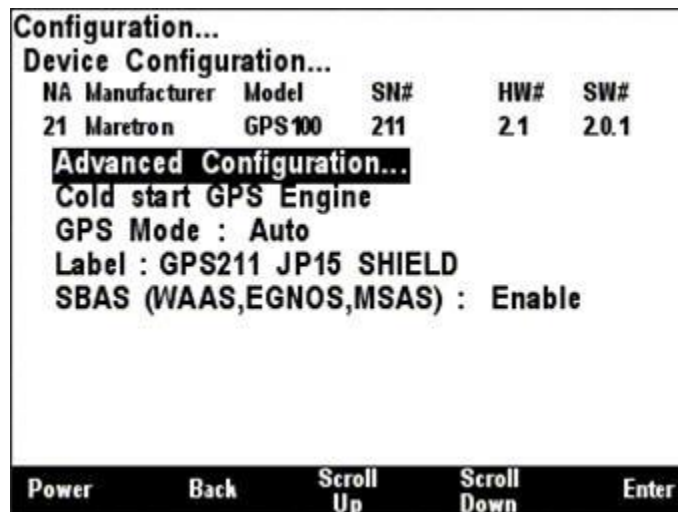 Configuration...
Device Configuration...
NA Manufacturer Model SN# HW# SW#
21 Maretron GPS100 211 2.1 2.0.1
Advanced Configuration...
Cold start GPS Engine
GPS Mode : Auto
Label : GPS211 JP15 SHIELD
SBAS (WAAS,EGNOS,MSAS) : Enable
Power Back Scroll Up Scroll Down Enter